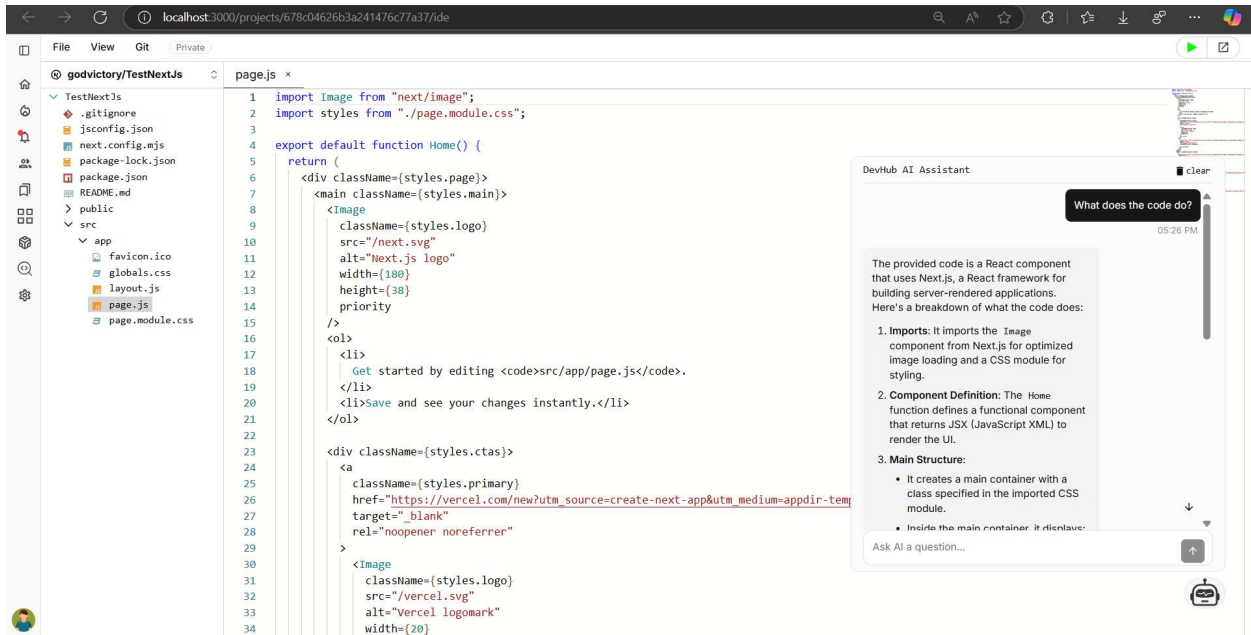 localhost:3000/projects/678c04626b3a241476c77a37/ide
File View Git Private
godvictory/TestNextJs
page.js ×
TestNextJs
.gitignore
jsconfig.json
next.config.mjs
package-lock.json
package.json
README.md
public
src
app
favicon.ico
globals.css
layout.js
page.js
page.module.css
1 import Image from "next/image";
2 import styles from "./page.module.css";
3
4 export default function Home() {
5 return (
6 <div className={styles.page}>
7 <main className={styles.main}>
8 <Image
9 className={styles.logo}
10 src="/next.svg"
11 alt="Next.js logo"
12 width={180}
13 height={38}
14 priority
15 />
16 <ol>
17 <li>
18 Get started by editing <code>src/app/page.js</code>.
19 </li>
20 <li>Save and see your changes instantly.</li>
21 </ol>
22
23 <div className={styles.ctas}>
24 <a
25 className={styles.primary}
26 href="https://vercel.com/new?utm_source=create-next-app&utm_medium=appdir-temp
27 target="_blank"
28 rel="noopener noreferrer"
29 >
30 <Image
31 className={styles.logo}
32 src="/vercel.svg"
33 alt="Vercel logomark"
34 width={20}
DevHub AI Assistant clear
What does the code do?
05:26 PM
The provided code is a React component
that uses Next.js, a React framework for
building server-rendered applications.
Here's a breakdown of what the code does:
1. Imports: It imports the Image
component from Next.js for optimized
image loading and a CSS module for
styling.
2. Component Definition: The Home
function defines a functional component
that returns JSX (JavaScript XML) to
render the UI.
3. Main Structure:
• It creates a main container with a
class specified in the imported CSS
module.
• Inside the main container, it displays:
Ask AI a question...